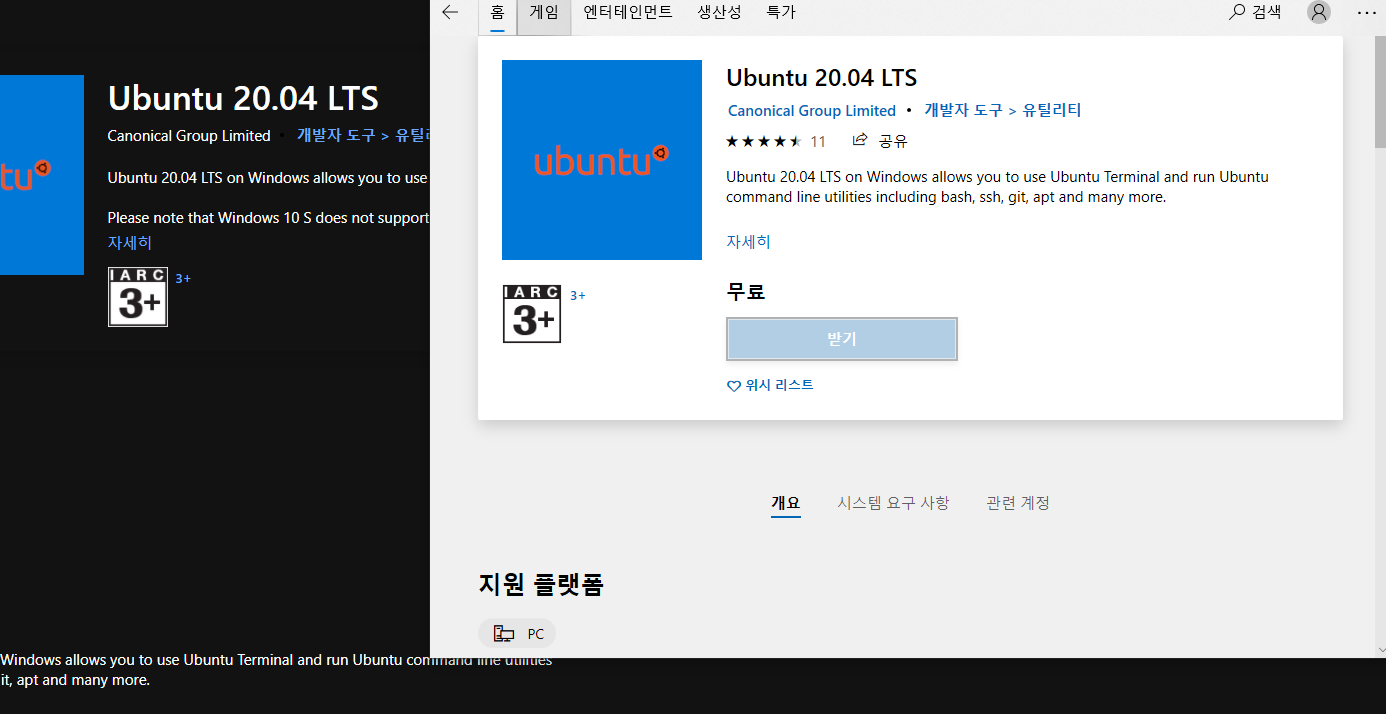 Ubuntu 20.04 LTS
Canonical Group Limited • 개발자 도구 >
Ubuntu 20.04 LTS on Windows allows you to use
Please note that Windows 10 S does not support
자세히
IARC
3+
3+
Windows allows you to use Ubuntu Terminal and run Ubuntu command line utilities
it, apt and many more.
홈 게임 엔터테인먼트 생산성 특가 검색
ubuntu
Ubuntu 20.04 LTS
Canonical Group Limited • 개발자 도구 > 유틸리티
11 공유
Ubuntu 20.04 LTS on Windows allows you to use Ubuntu Terminal and run Ubuntu
command line utilities including bash, ssh, git, apt and many more.
자세히
IARC
3+
3+
무료
받기
위시 리스트
개요 시스템 요구 사항 관련 계정
지원 플랫폼
PC